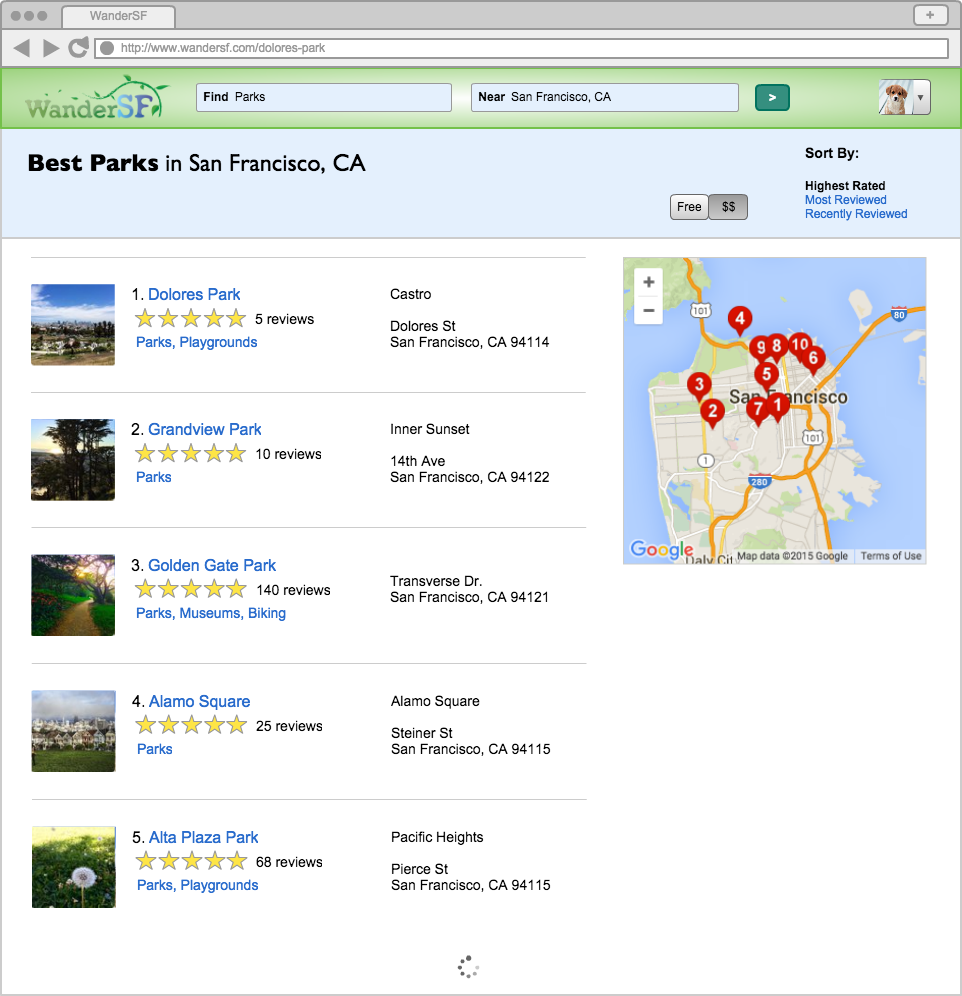 WanderSF
+
http://www.wandersf.com/dolores-park
WanderSF
Find Parks
Near San Francisco, CA
>
Best Parks in San Francisco, CA
Sort By:
Highest Rated
Most Reviewed
Recently Reviewed
Free
$$
1. Dolores Park
5 reviews
Parks, Playgrounds
Castro
Dolores St
San Francisco, CA 94114
2. Grandview Park
10 reviews
Parks
Inner Sunset
14th Ave
San Francisco, CA 94122
3. Golden Gate Park
140 reviews
Parks, Museums, Biking
Transverse Dr.
San Francisco, CA 94121
4. Alamo Square
25 reviews
Parks
Alamo Square
Steiner St
San Francisco, CA 94115
5. Alta Plaza Park
68 reviews
Parks, Playgrounds
Pacific Heights
Pierce St
San Francisco, CA 94115
+
−
101
80
4
9
8
10
6
5
3
2
7
1
San Francisco
101
1
280
Daly City
Google
Map data ©2015 Google
Terms of Use